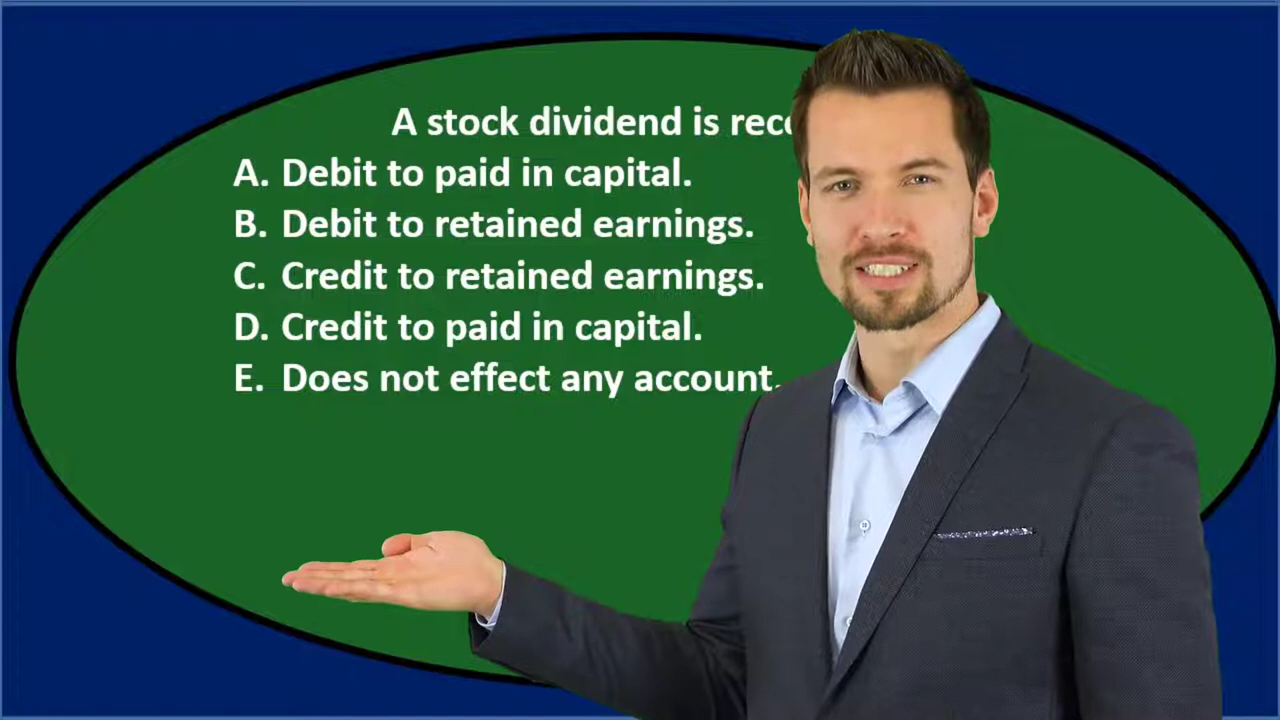 A stock dividend is
A. Debit to paid in capital.
B. Debit to retained earnings.
C. Credit to retained earnings.
D. Credit to paid in capital.
E. Does not effect any account.